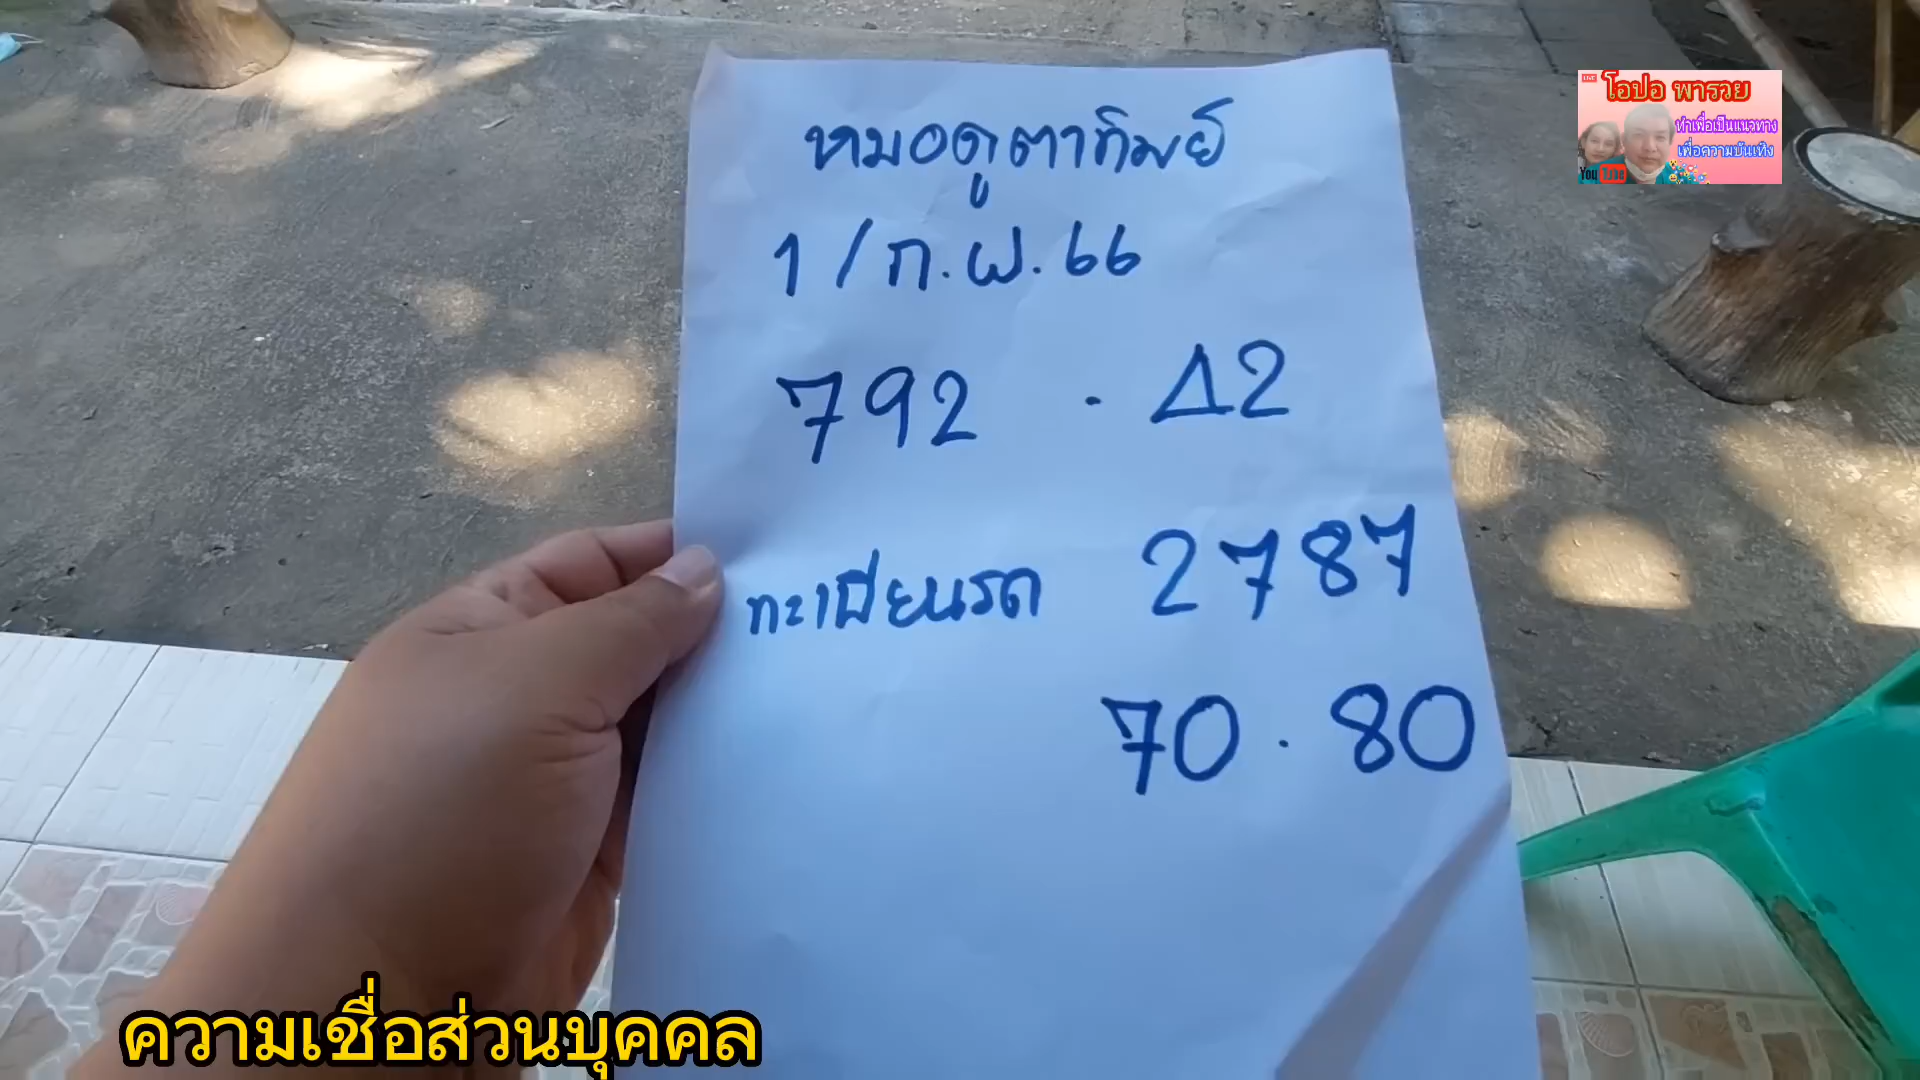 หมอดูตาทิพย์
1/ก.พ.66
792 . Δ2
ทะเบียนรถ 2787
70 . 80
LIVE
โอปอ พารวย
ทำเพื่อเป็นแนวทาง
เพื่อความบันเทิง
YouTube
ความเชื่อส่วนบุคคล